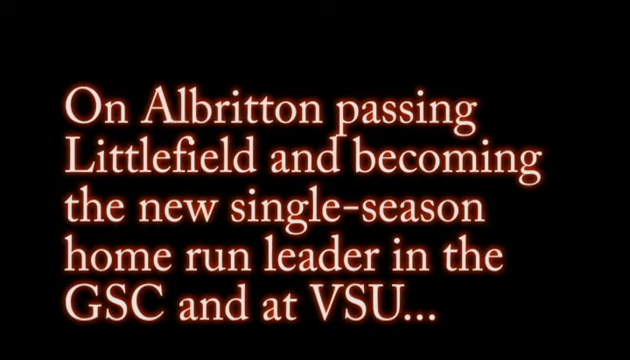 On Albritton passing
Littlefield and becoming
the new single-season
home run leader in the
GSC and at VSU...